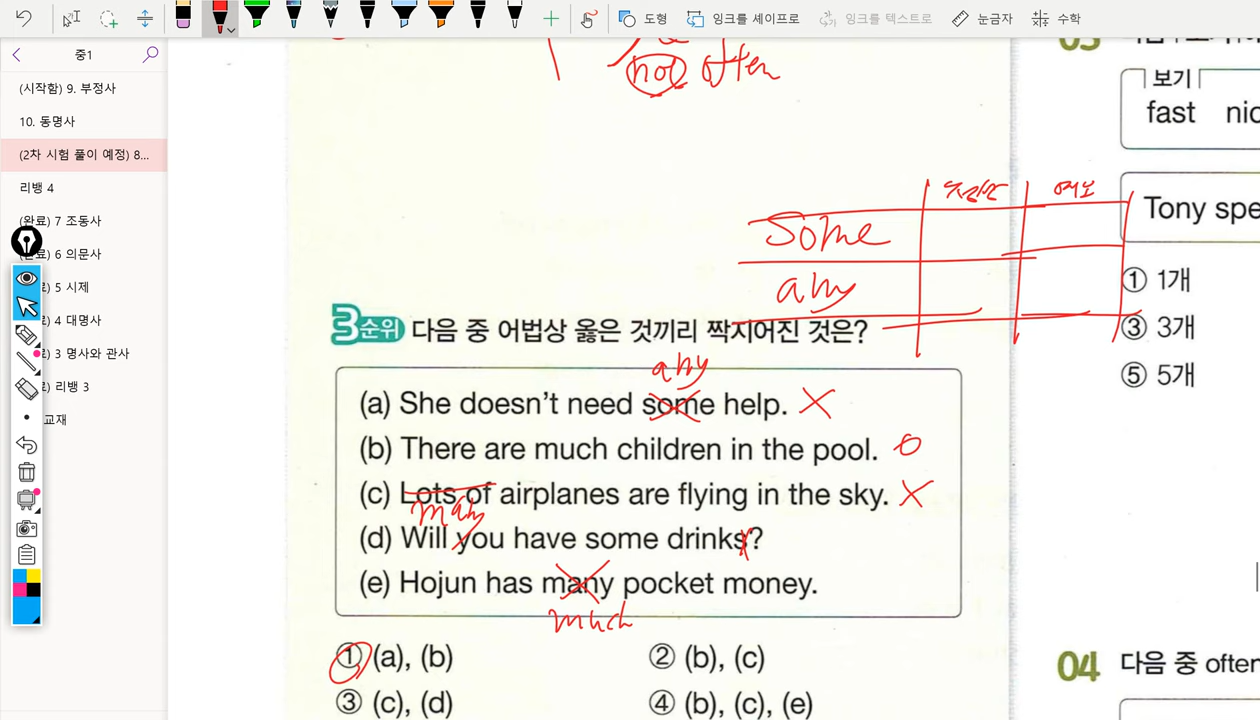 도형
잉크를 셰이프로
잉크를 텍스트로
눈금자
수학
중1
(시작함) 9. 부정사
10. 동명사
(2차 시험 풀이 예정) 8...
리뱅 4
(완료) 7 조동사
6 의문사
) 5 시제
) 4 대명사
) 3 명사와 관사
) 리뱅 3
교재
not often
some
any
3순위 다음 중 어법상 옳은 것끼리 짝지어진 것은?
any
(a) She doesn't need some help. X
(b) There are much children in the pool. O
(c) Lots of airplanes are flying in the sky. X
many
(d) Will you have some drinks?
(e) Hojun has many pocket money.
much
① (a), (b)
② (b), (c)
③ (c), (d)
④ (b), (c), (e)
03
보기
fast
Tony spe
① 1개
③ 3개
⑤ 5개
04 다음 중 often